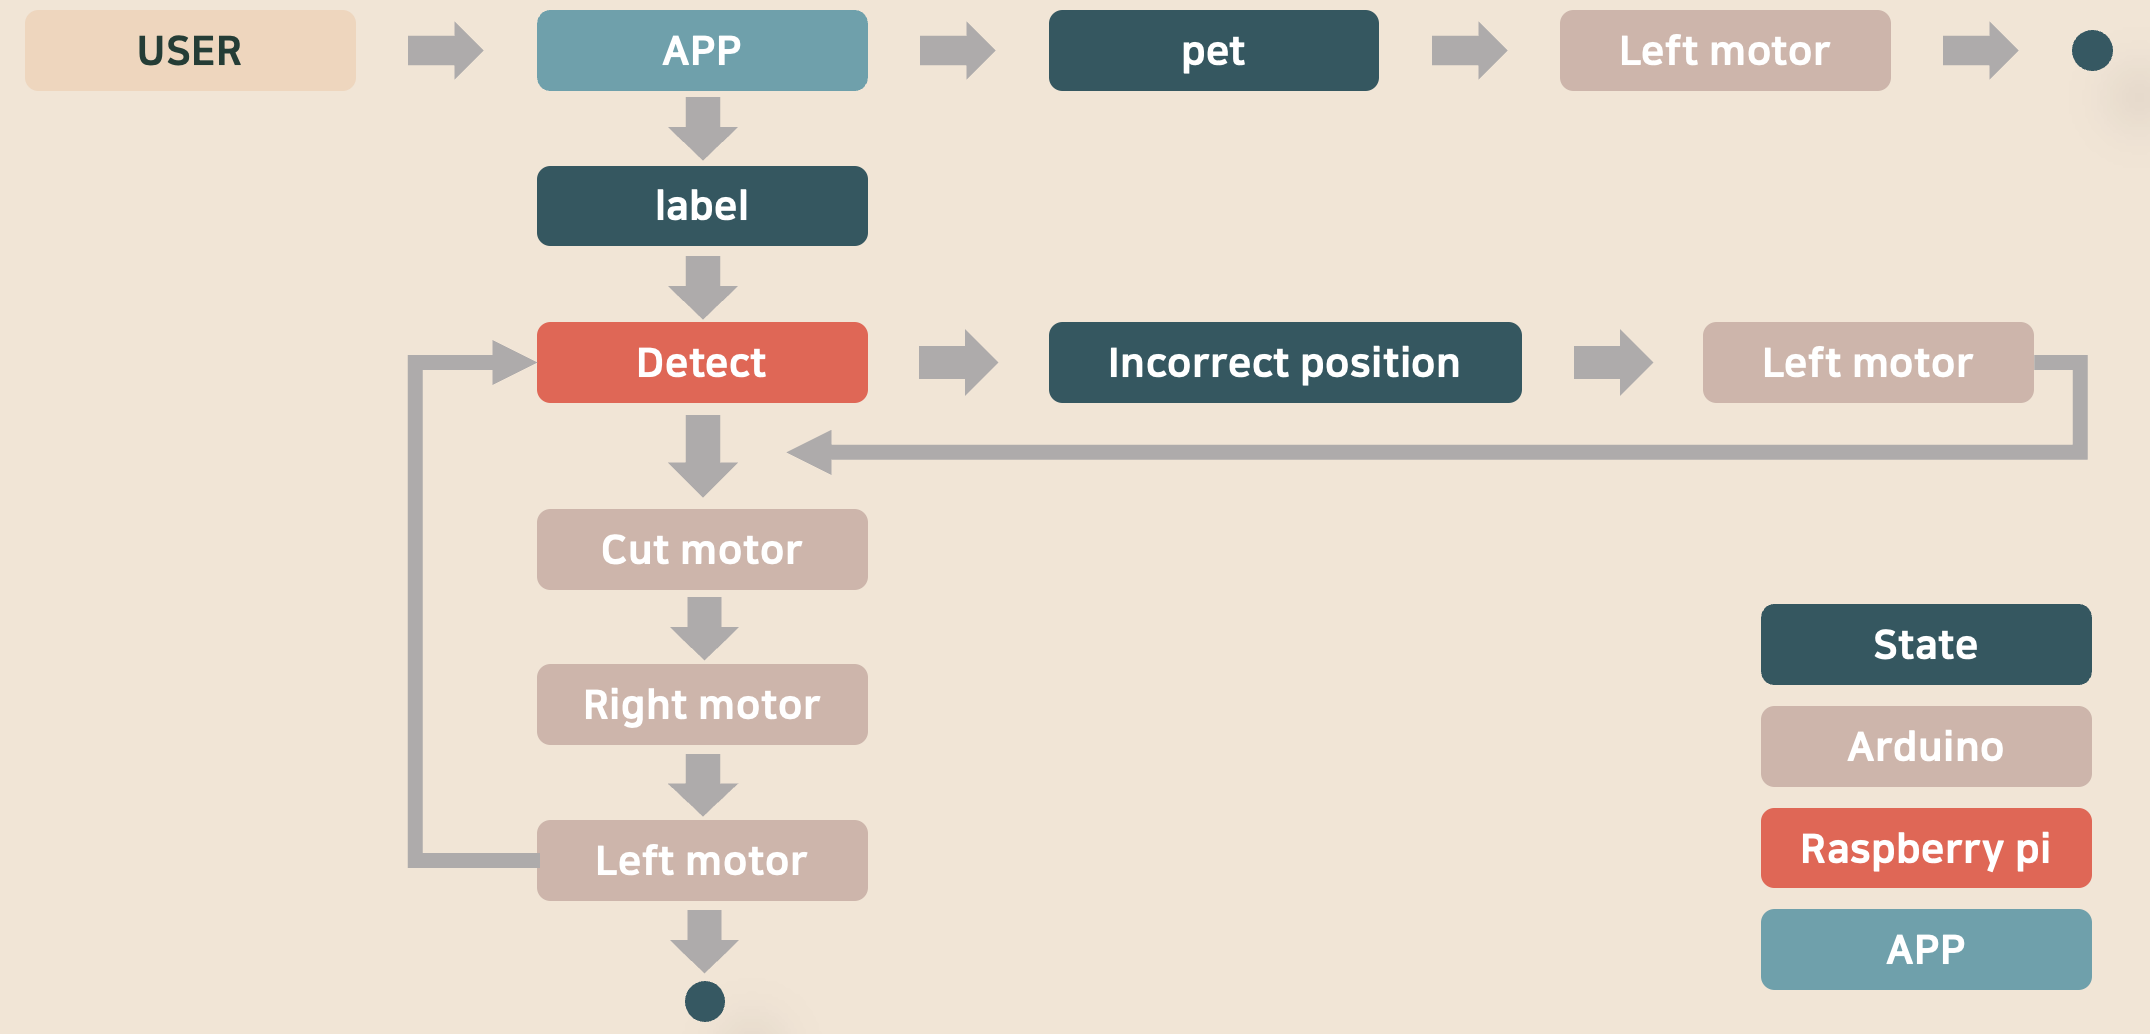 USER
APP
pet
Left motor
label
Detect
Incorrect position
Left motor
Cut motor
Right motor
Left motor
State
Arduino
Raspberry pi
APP